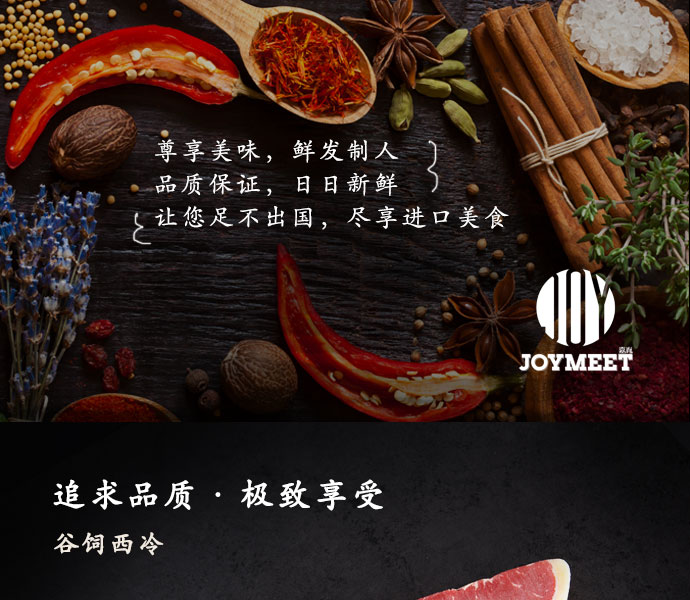 尊享美味，鲜发制人
品质保证，日日新鲜
让您足不出国，尽享进口美食
JOY
JOYMEET
追求品质·极致享受
谷饲西冷